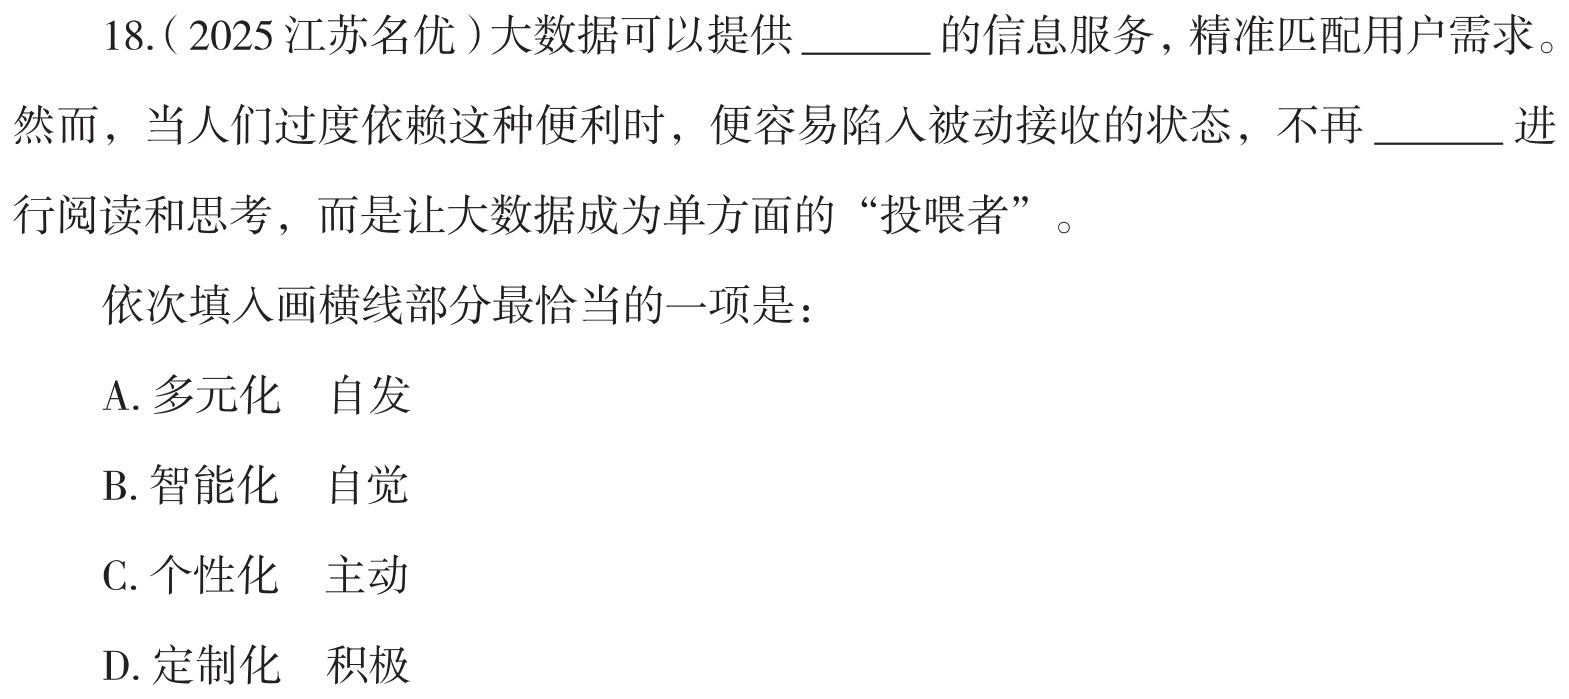 18.（2025江苏名优）大数据可以提供______的信息服务，精准匹配用户需求。
然而，当人们过度依赖这种便利时，便容易陷入被动接收的状态，不再______进
行阅读和思考，而是让大数据成为单方面的“投喂者”。
依次填入画横线部分最恰当的一项是：
A. 多元化　自发
B. 智能化　自觉
C. 个性化　主动
D. 定制化　积极